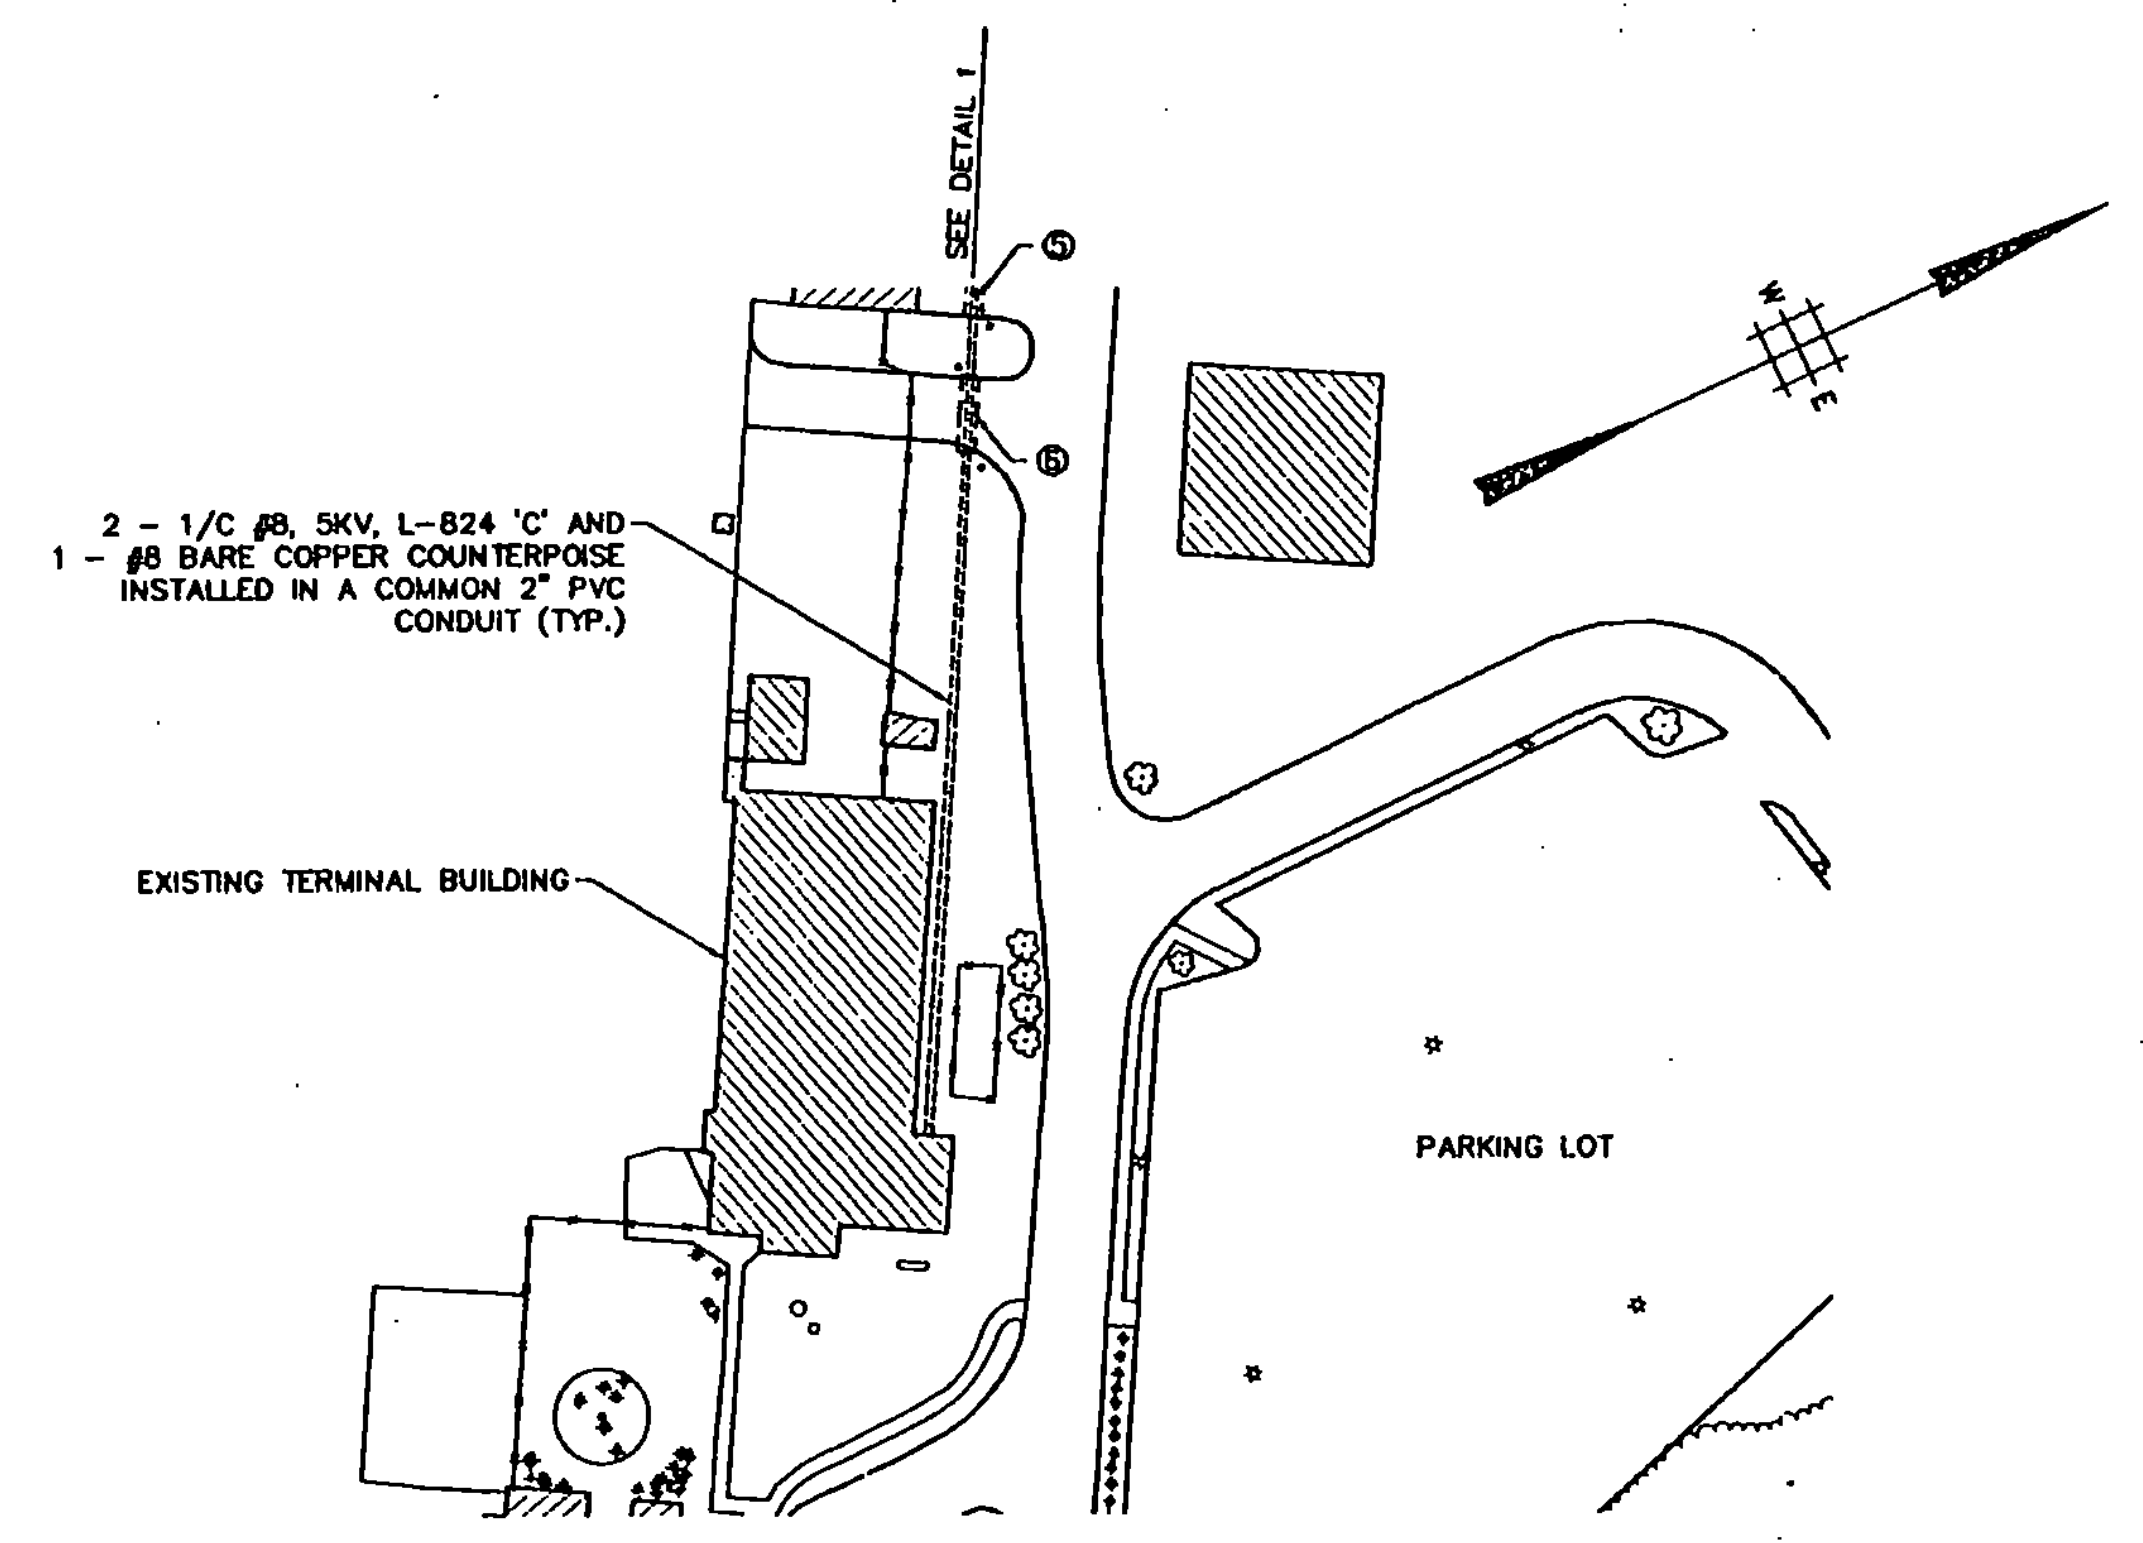 SEE DETAIL 1
⑤
⑤
W
E
2 - 1/C #8, 5KV, L-824 'C' AND
1 - #8 BARE COPPER COUNTERPOISE
INSTALLED IN A COMMON 2" PVC
CONDUIT (TYP.)
EXISTING TERMINAL BUILDING
PARKING LOT